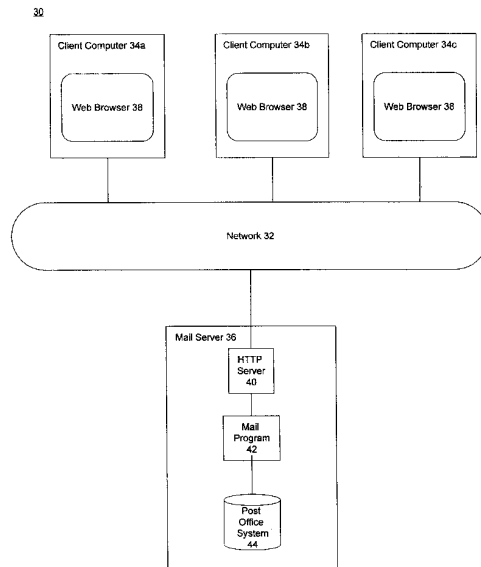 30
Client Computer 34a
Client Computer 34b
Client Computer 34c
Web Browser 38
Web Browser 38
Web Browser 38
Network 32
Mail Server 36
HTTP
Server
40
Mail
Program
42
Post
Office
System
44